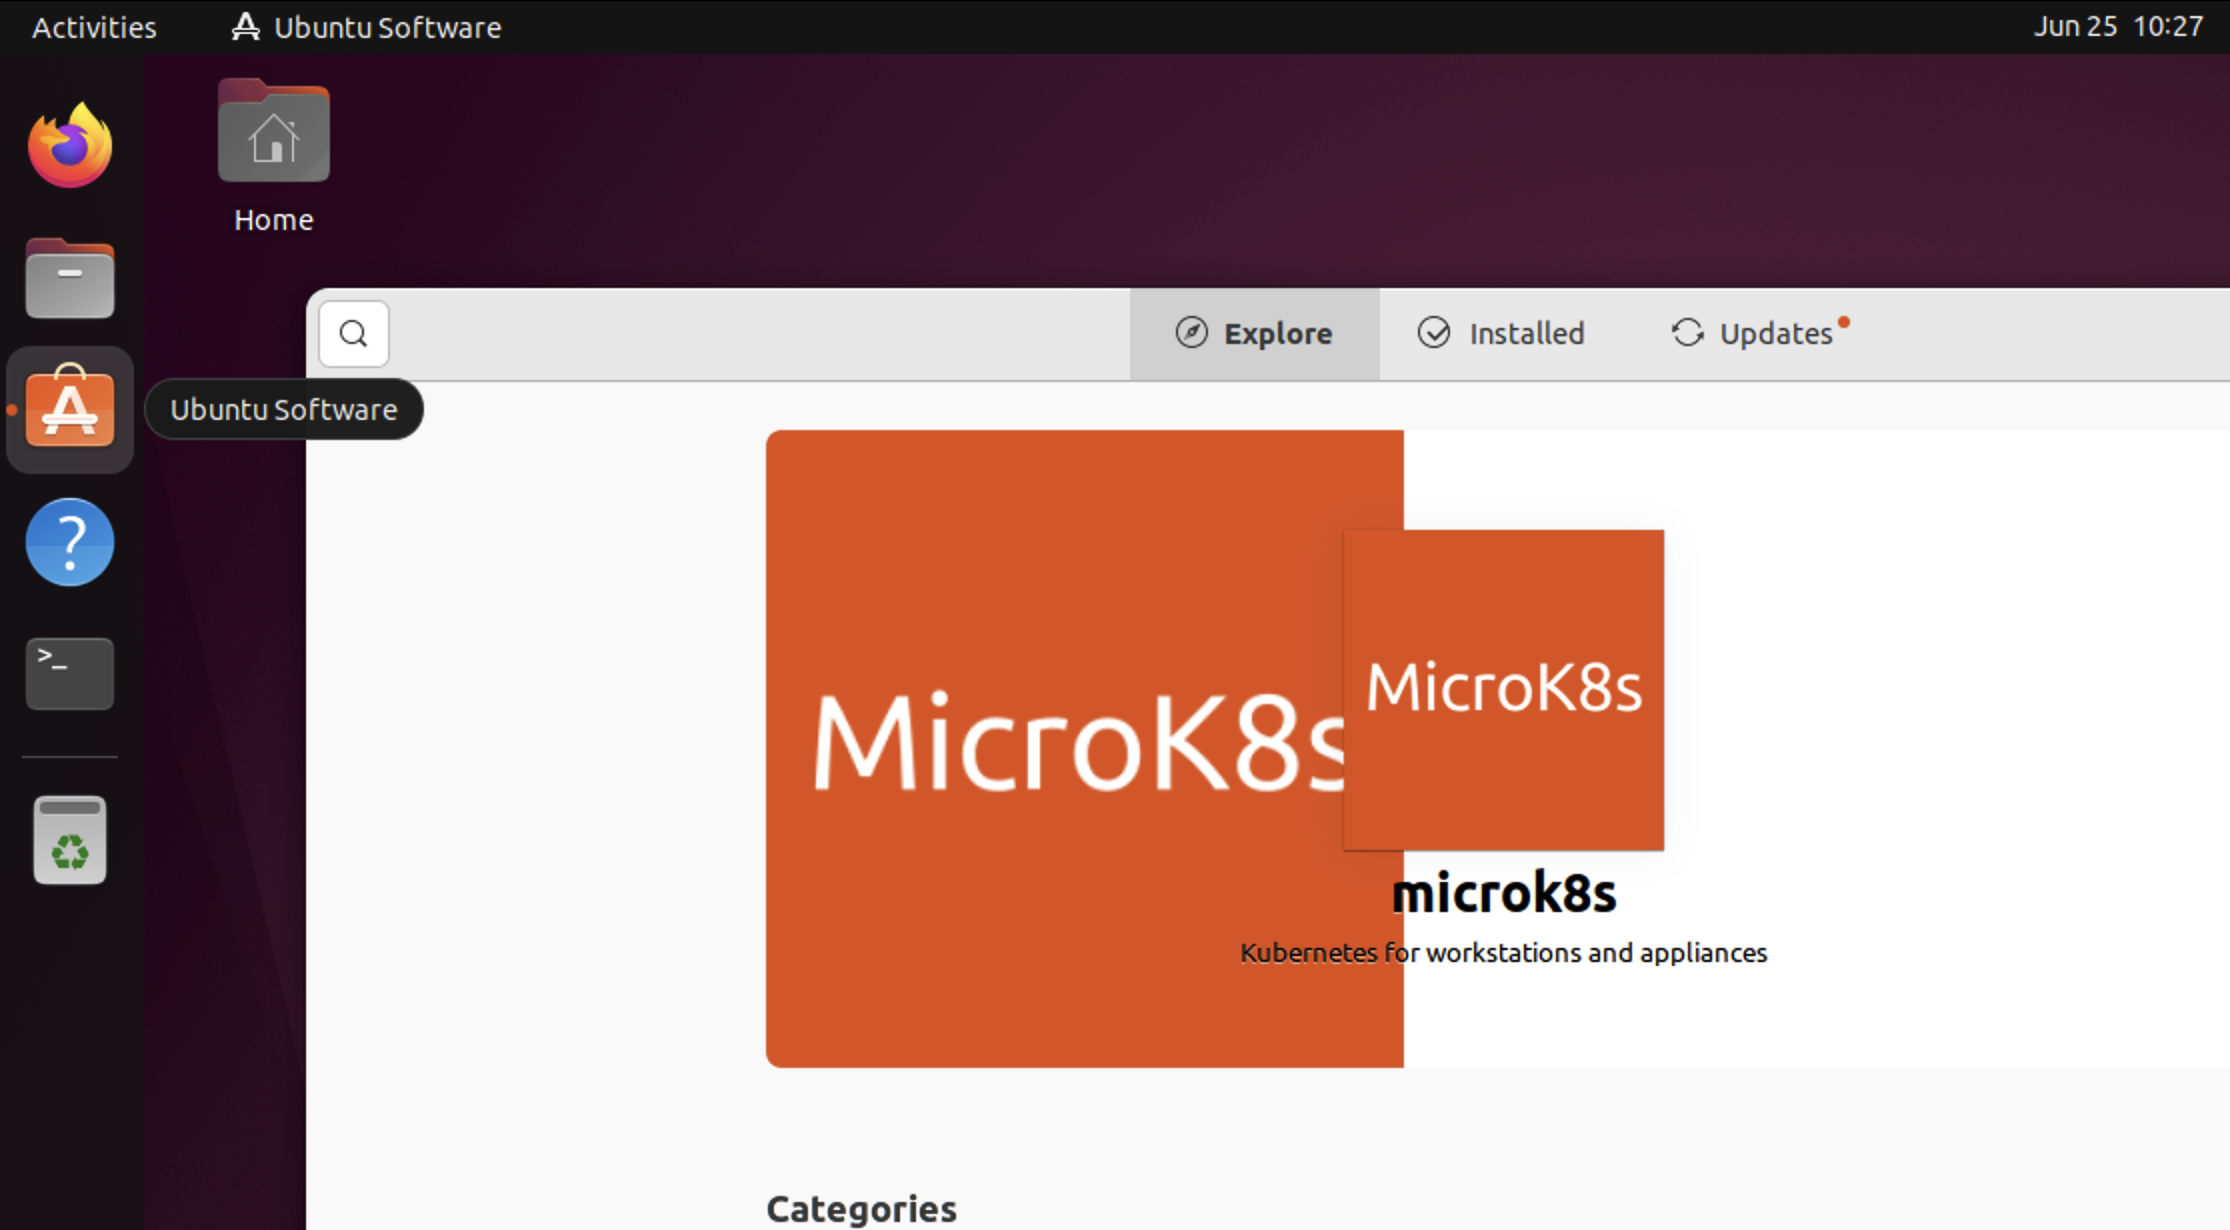 Activities
Ubuntu Software
Jun 25 10:27
Home
Explore
Installed
Updates
Ubuntu Software
?
>_
MicroK8s
MicroK8s
microk8s
Kubernetes for workstations and appliances
Categories